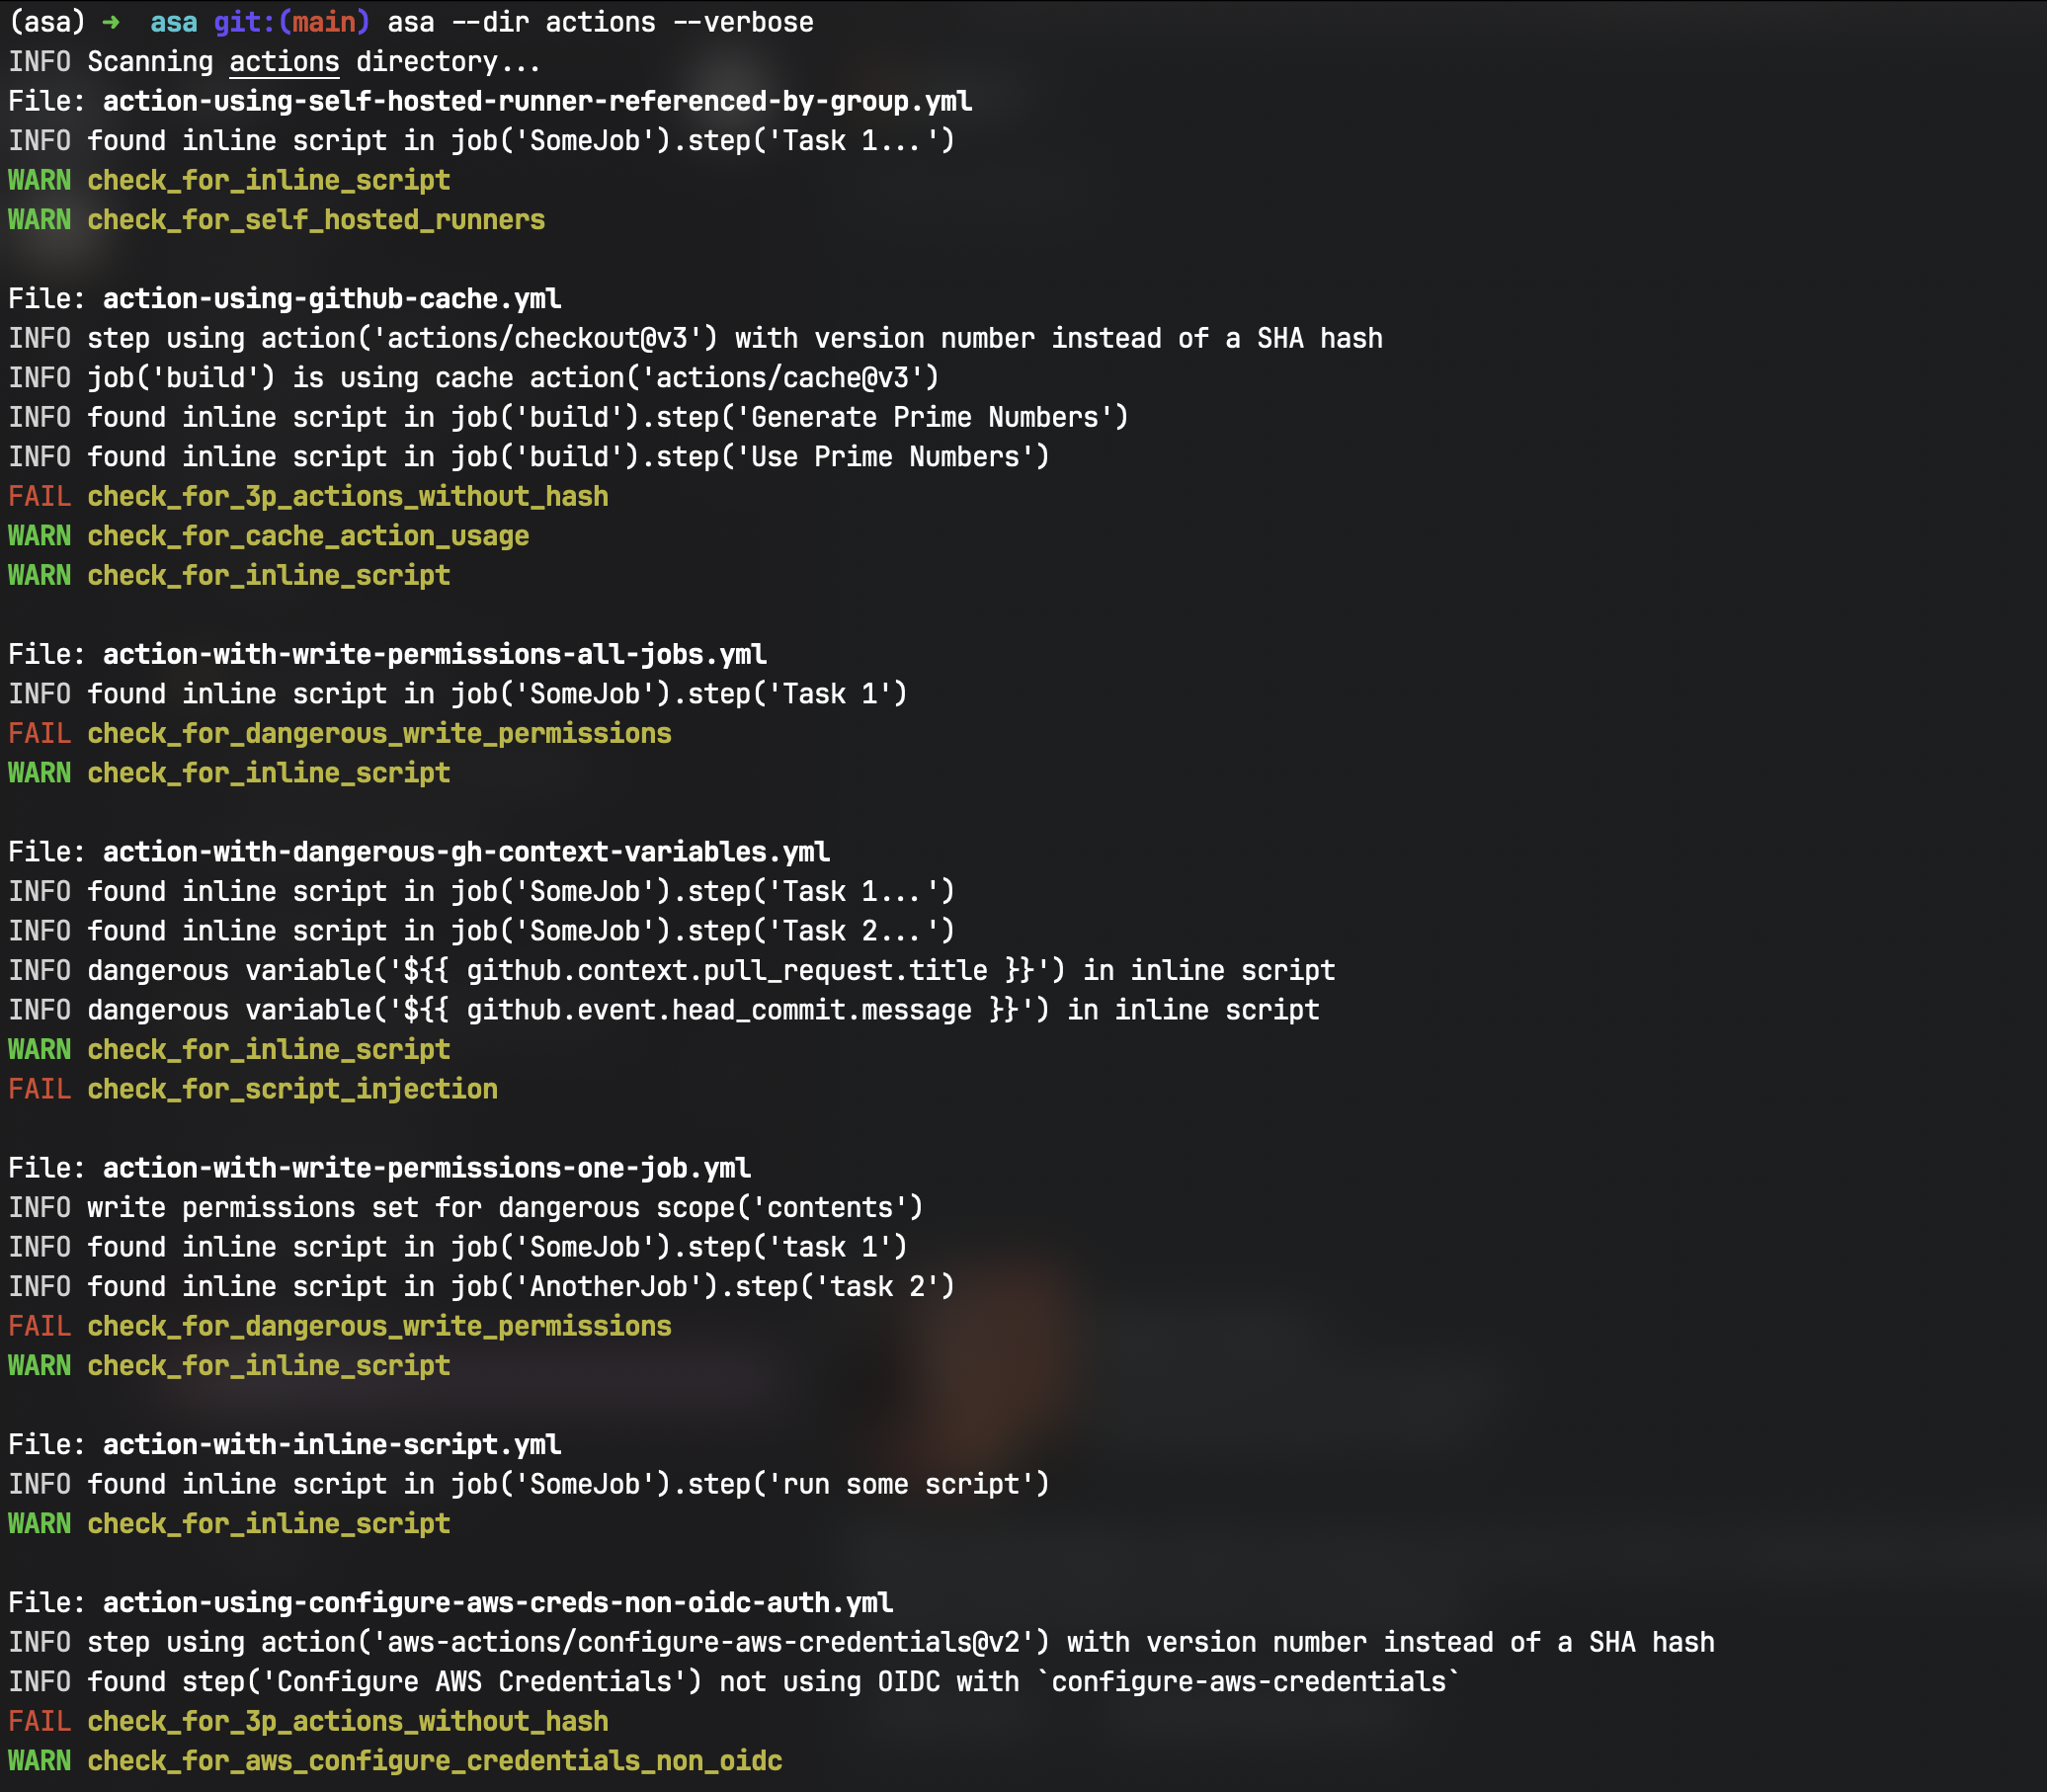 (asa) ➜  asa git:(main) asa --dir actions --verbose
INFO Scanning actions directory...
File: action-using-self-hosted-runner-referenced-by-group.yml
INFO found inline script in job('SomeJob').step('Task 1...')
WARN check_for_inline_script
WARN check_for_self_hosted_runners
File: action-using-github-cache.yml
INFO step using action('actions/checkout@v3') with version number instead of a SHA hash
INFO job('build') is using cache action('actions/cache@v3')
INFO found inline script in job('build').step('Generate Prime Numbers')
INFO found inline script in job('build').step('Use Prime Numbers')
FAIL check_for_3p_actions_without_hash
WARN check_for_cache_action_usage
WARN check_for_inline_script
File: action-with-write-permissions-all-jobs.yml
INFO found inline script in job('SomeJob').step('Task 1')
FAIL check_for_dangerous_write_permissions
WARN check_for_inline_script
File: action-with-dangerous-gh-context-variables.yml
INFO found inline script in job('SomeJob').step('Task 1...')
INFO found inline script in job('SomeJob').step('Task 2...')
INFO dangerous variable('${{ github.context.pull_request.title }}') in inline script
INFO dangerous variable('${{ github.event.head_commit.message }}') in inline script
WARN check_for_inline_script
FAIL check_for_script_injection
File: action-with-write-permissions-one-job.yml
INFO write permissions set for dangerous scope('contents')
INFO found inline script in job('SomeJob').step('task 1')
INFO found inline script in job('AnotherJob').step('task 2')
FAIL check_for_dangerous_write_permissions
WARN check_for_inline_script
File: action-with-inline-script.yml
INFO found inline script in job('SomeJob').step('run some script')
WARN check_for_inline_script
File: action-using-configure-aws-creds-non-oidc-auth.yml
INFO step using action('aws-actions/configure-aws-credentials@v2') with version number instead of a SHA hash
INFO found step('Configure AWS Credentials') not using OIDC with `configure-aws-credentials`
FAIL check_for_3p_actions_without_hash
WARN check_for_aws_configure_credentials_non_oidc